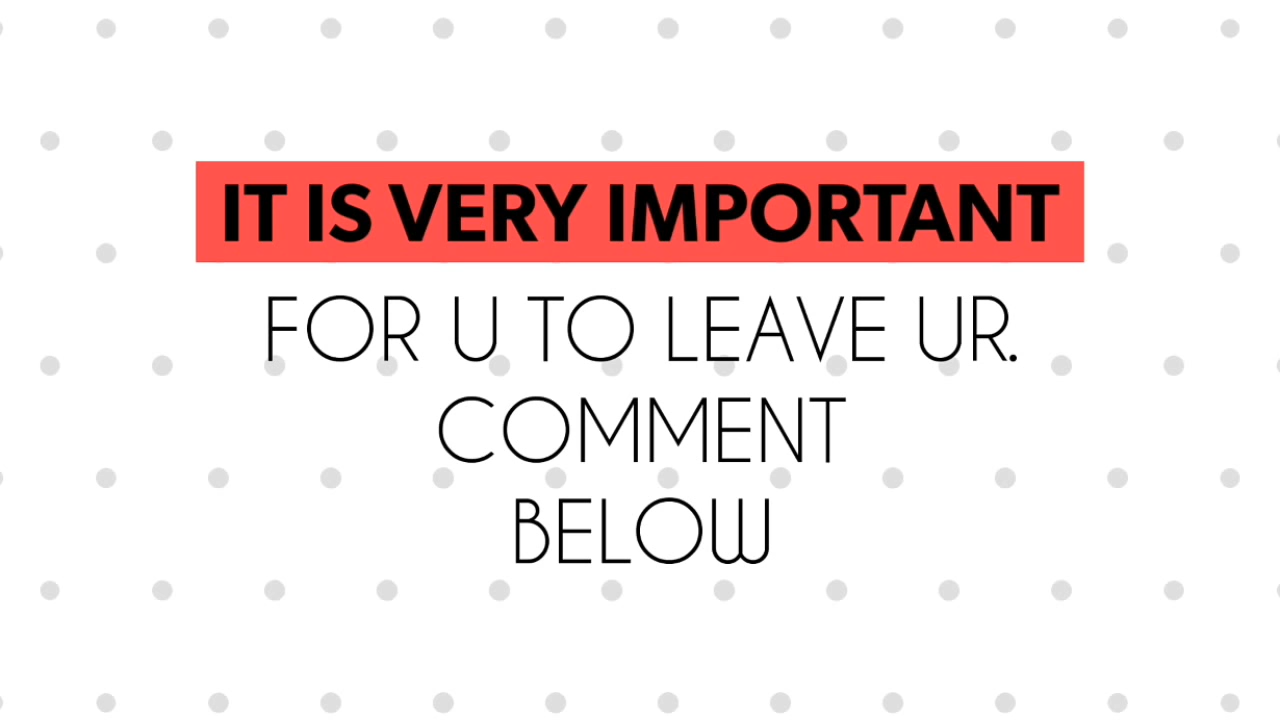 IT IS VERY IMPORTANT
FOR U TO LEAVE UR.
COMMENT
BELOW